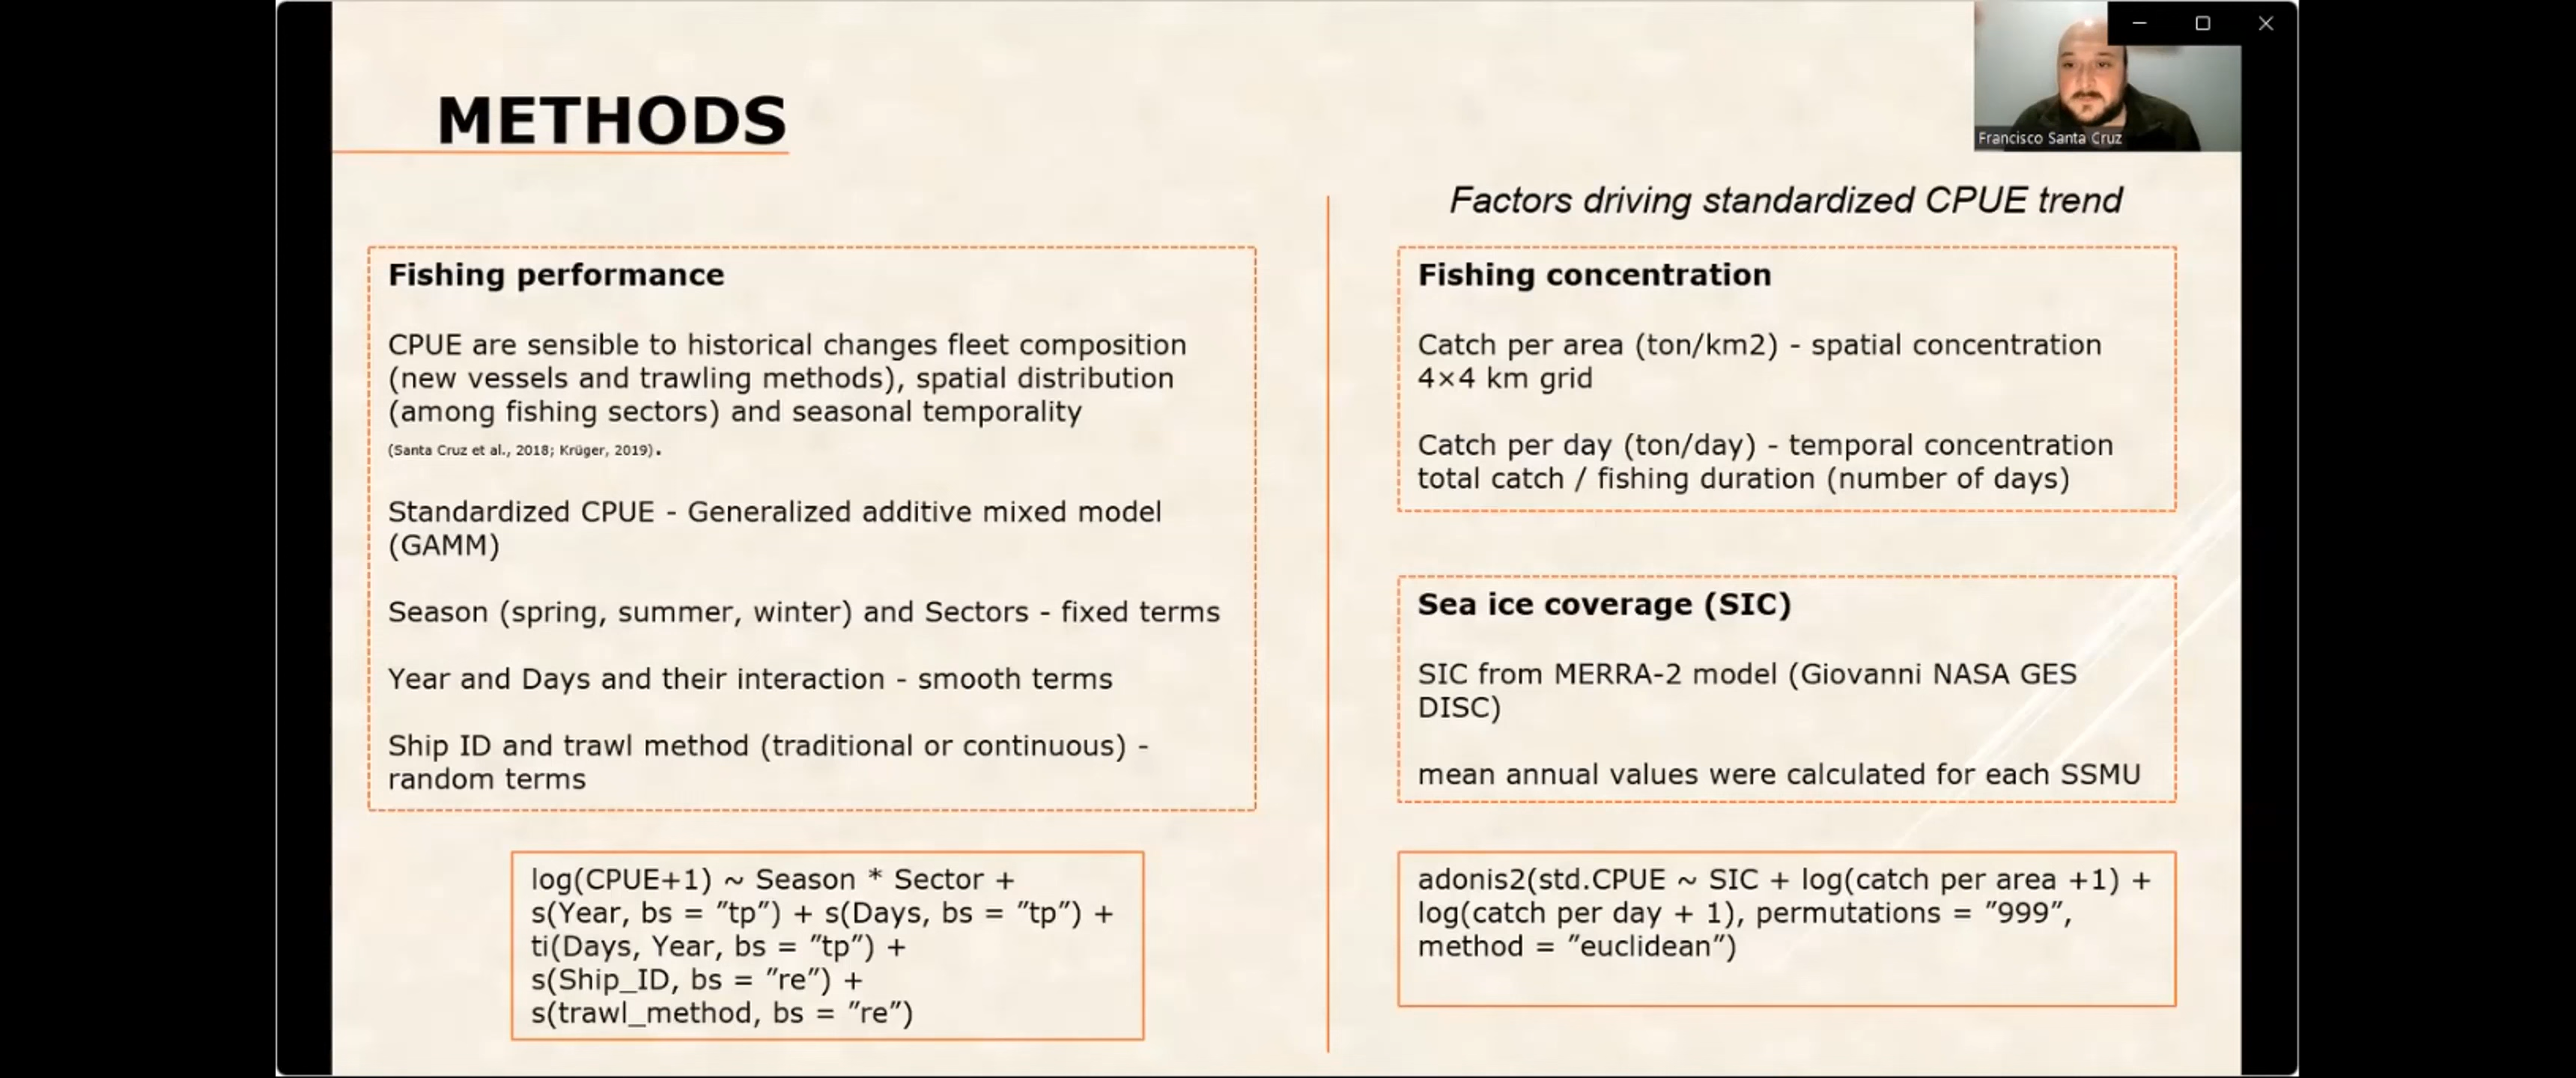 METHODS
Francisco Santa Cruz
Fishing performance
CPUE are sensible to historical changes fleet composition
(new vessels and trawling methods), spatial distribution
(among fishing sectors) and seasonal temporality
(Santa Cruz et al., 2018; Krüger, 2019).
Standardized CPUE - Generalized additive mixed model
(GAMM)
Season (spring, summer, winter) and Sectors - fixed terms
Year and Days and their interaction - smooth terms
Ship ID and trawl method (traditional or continuous) -
random terms
log(CPUE+1) ~ Season * Sector +
s(Year, bs = ”tp”) + s(Days, bs = ”tp”) +
ti(Days, Year, bs = ”tp”) +
s(Ship_ID, bs = ”re”) +
s(trawl_method, bs = ”re”)
Factors driving standardized CPUE trend
Fishing concentration
Catch per area (ton/km2) - spatial concentration
4×4 km grid
Catch per day (ton/day) - temporal concentration
total catch / fishing duration (number of days)
Sea ice coverage (SIC)
SIC from MERRA-2 model (Giovanni NASA GES
DISC)
mean annual values were calculated for each SSMU
adonis2(std.CPUE ~ SIC + log(catch per area +1) +
log(catch per day + 1), permutations = ”999”,
method = ”euclidean”)